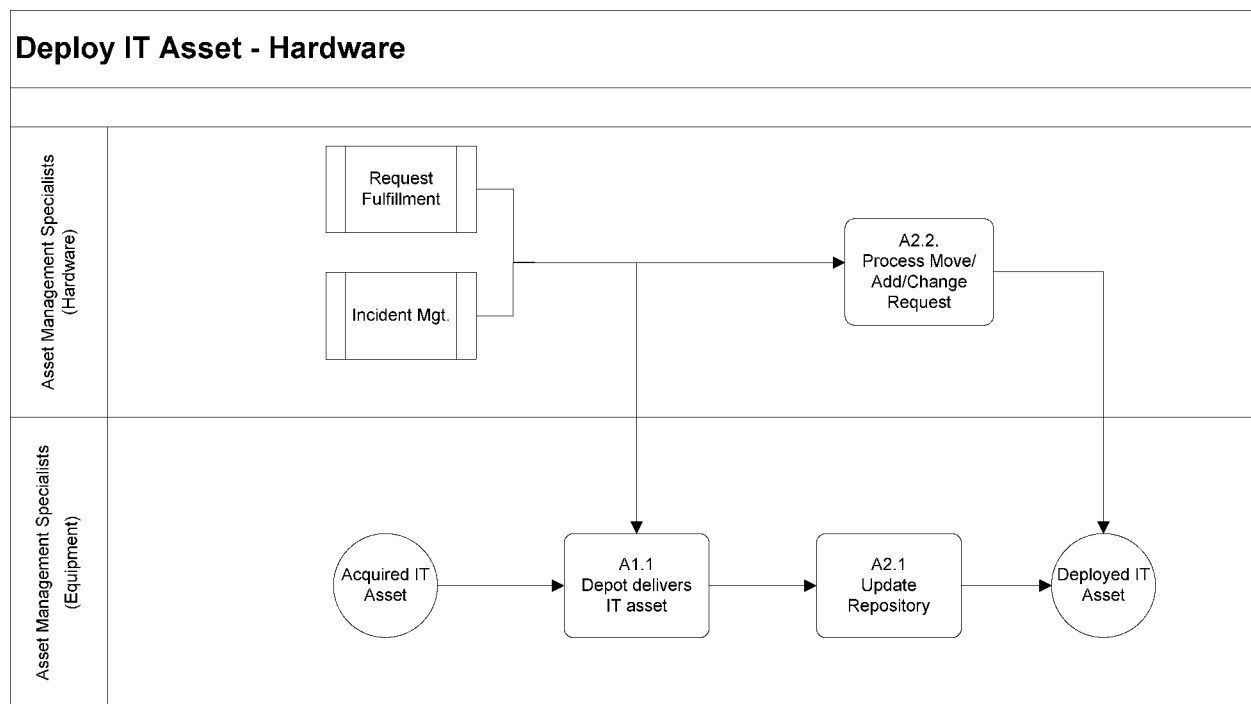 Deploy IT Asset - Hardware
Asset Management Specialists
(Hardware)
Request
Fulfillment
Incident Mgt.
A2.2.
Process Move/
Add/Change
Request
Asset Management Specialists
(Equipment)
Acquired IT
Asset
A1.1
Depot delivers
IT asset
A2.1
Update
Repository
Deployed IT
Asset